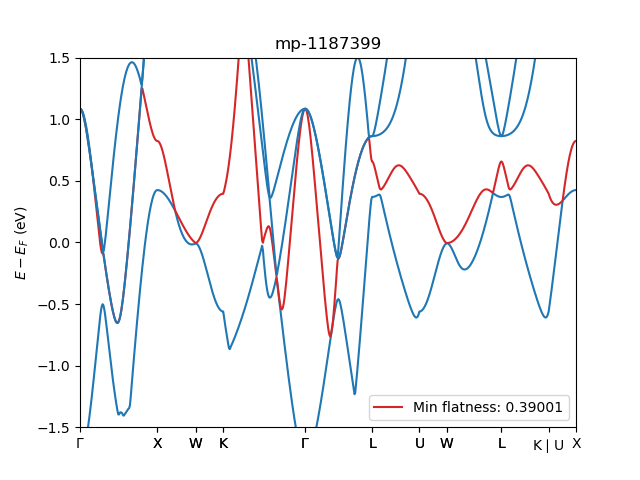 mp-1187399
E − E_F (eV)
1.5
1.0
0.5
0.0
−0.5
−1.0
−1.5
Min flatness: 0.39001
Γ X W K Γ L U W L K | U X